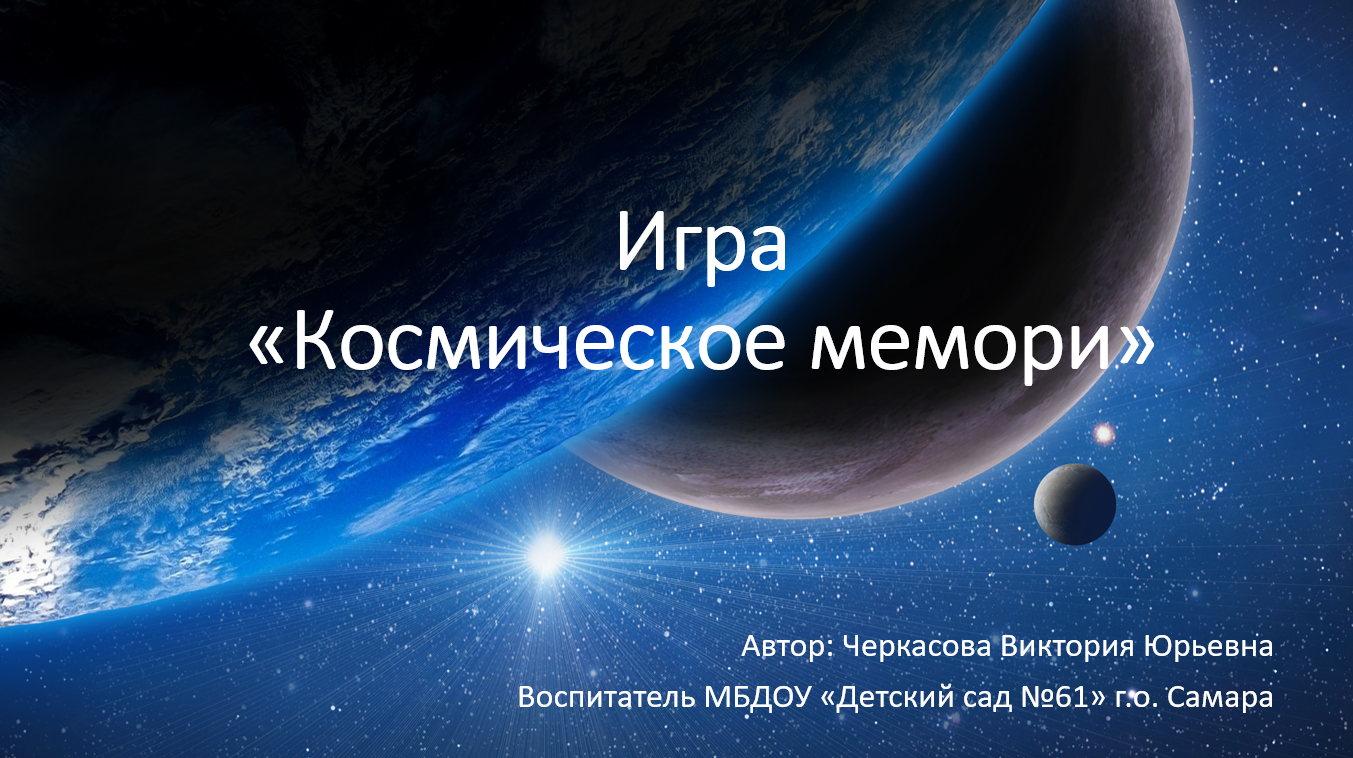 Игра
«Космическое мемори»
Автор: Черкасова Виктория Юрьевна
Воспитатель МБДОУ «Детский сад №61» г.о. Самара